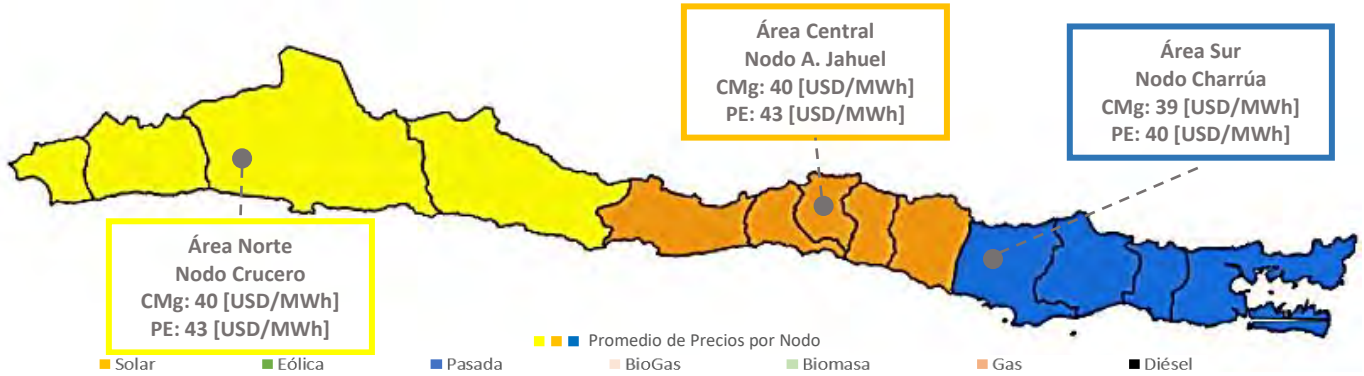 Área Central
Nodo A. Jahuel
CMg: 40 [USD/MWh]
PE: 43 [USD/MWh]
Área Sur
Nodo Charrúa
CMg: 39 [USD/MWh]
PE: 40 [USD/MWh]
Área Norte
Nodo Crucero
CMg: 40 [USD/MWh]
PE: 43 [USD/MWh]
Promedio de Precios por Nodo
Solar Eólica Pasada BioGas Biomasa Gas Diésel